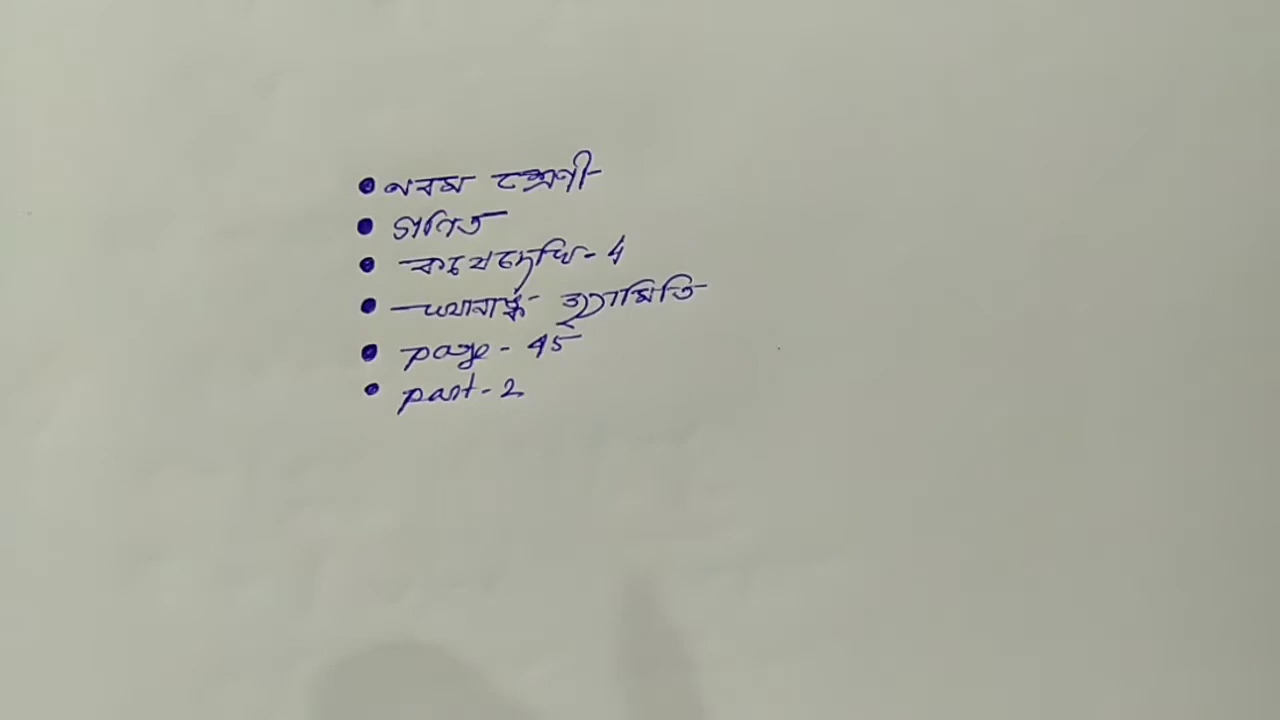 • নবম শ্রেণী
• গণিত
• কষে দেখি - 4
• স্থানাঙ্ক জ্যামিতি
• page - 45
• part - 2